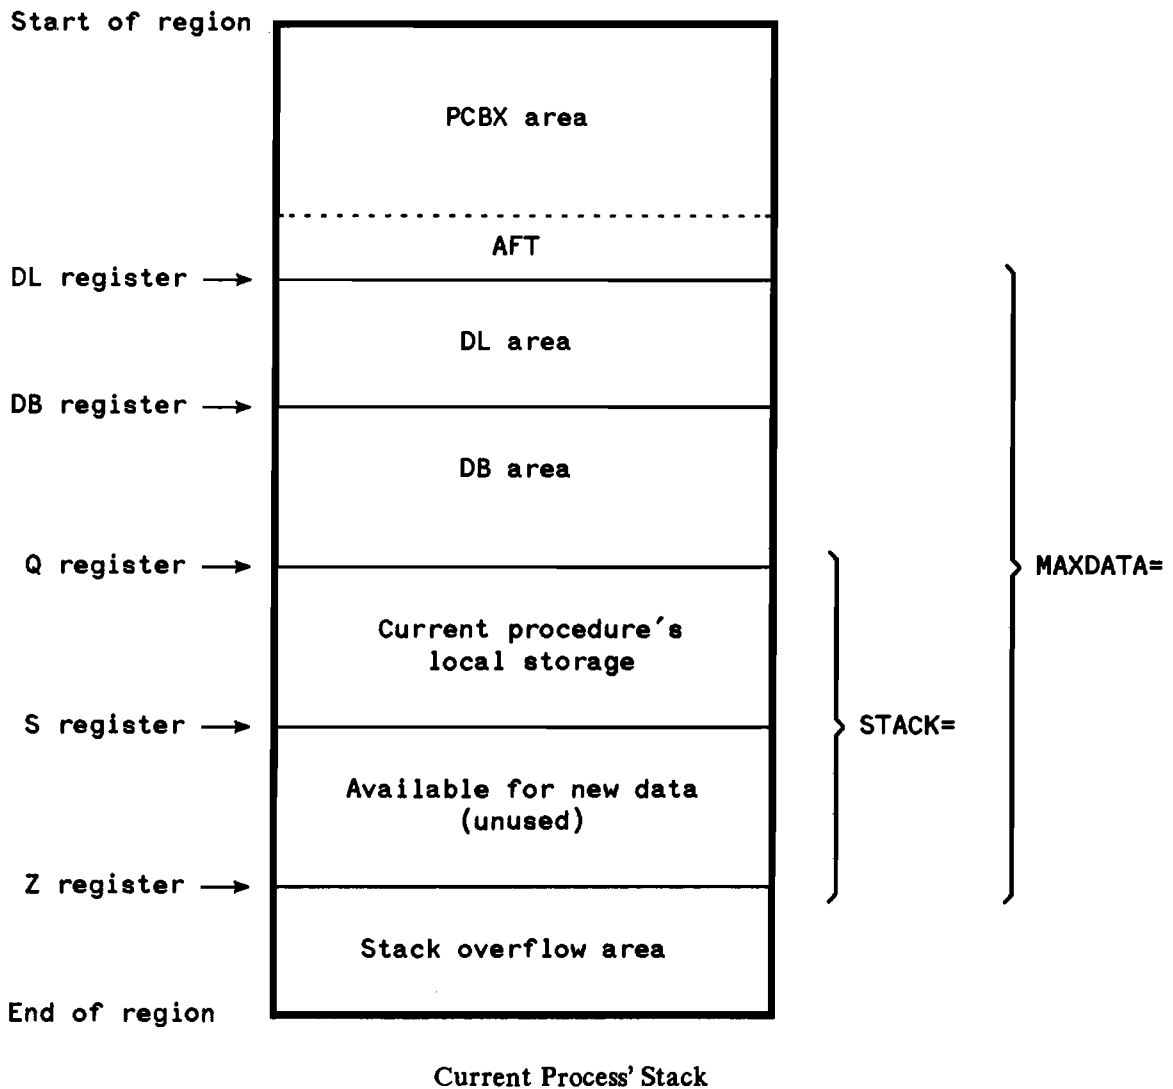 Start of region
PCBX area
AFT
DL register
DL area
DB register
DB area
Q register
MAXDATA=
Current procedure's
local storage
S register
STACK=
Available for new data
(unused)
Z register
Stack overflow area
End of region
Current Process' Stack